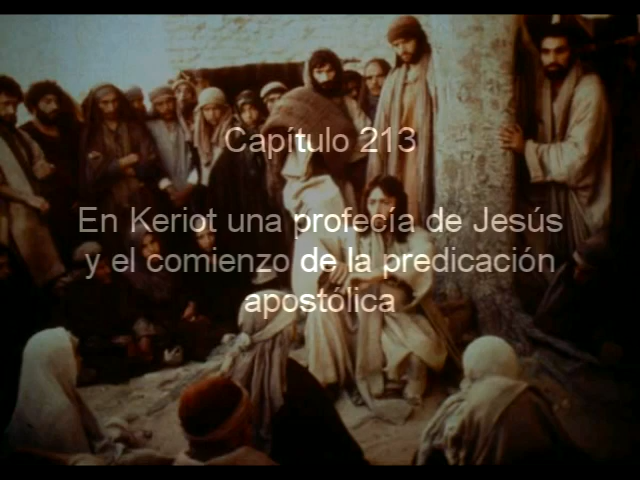 Capítulo 213
En Keriot una profecía de Jesús
y el comienzo de la predicación
apostólica